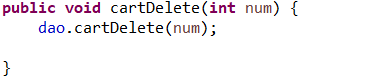 public void cartDelete(int num) {
    dao.cartDelete(num);
}